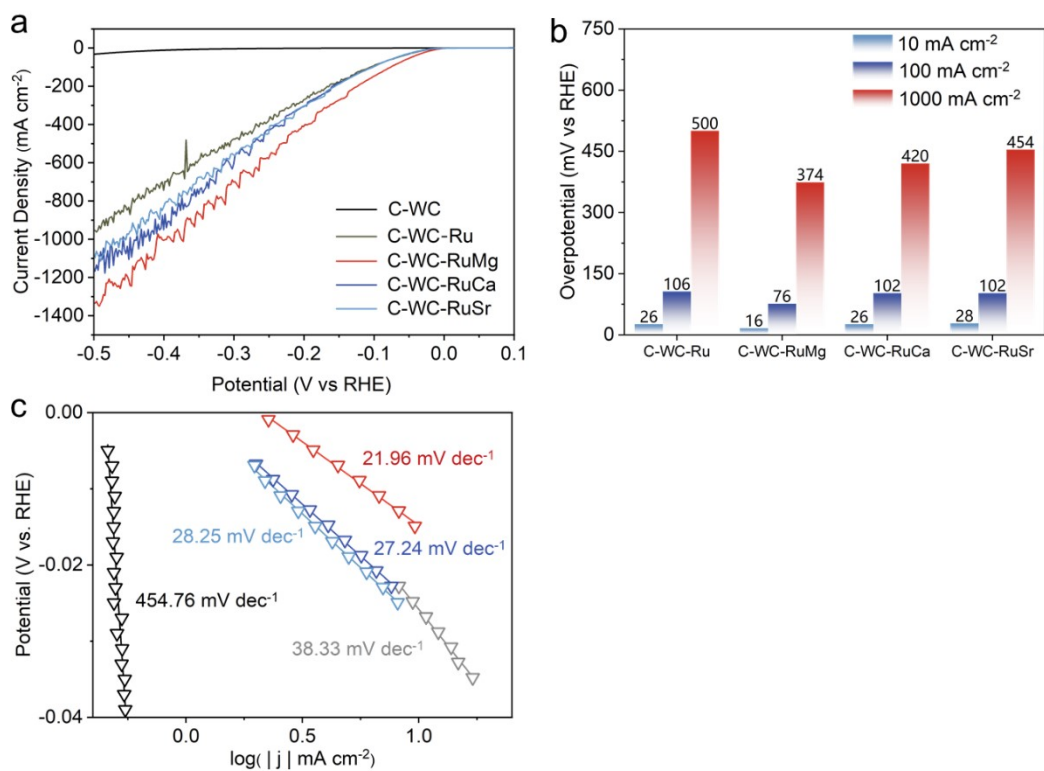 a
0
-200
-400
-600
-800
-1000
-1200
-1400
Current Density (mA cm⁻²)
C-WC
C-WC-Ru
C-WC-RuMg
C-WC-RuCa
C-WC-RuSr
-0.5 -0.4 -0.3 -0.2 -0.1 0.0 0.1
Potential (V vs RHE)
b
750
600
450
300
150
0
Overpotential (mV vs RHE)
10 mA cm⁻²
100 mA cm⁻²
1000 mA cm⁻²
26 106 500
16 76 374
26 102 420
28 102 454
C-WC-Ru C-WC-RuMg C-WC-RuCa C-WC-RuSr
c
0.00
-0.02
-0.04
Potential (V vs. RHE)
21.96 mV dec⁻¹
28.25 mV dec⁻¹
27.24 mV dec⁻¹
454.76 mV dec⁻¹
38.33 mV dec⁻¹
0.0 0.5 1.0
log( | j | mA cm⁻²)